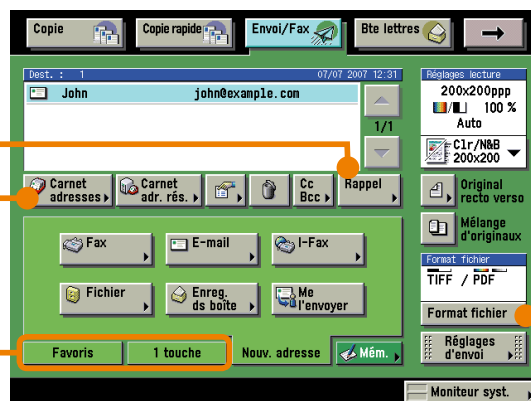 Copie
Copie rapide
Envoi/Fax
Bte lettres
Dest. : 1
07/07 2007 12:31
John
john@example.com
1/1
Réglages lecture
200x200ppp
100 %
Auto
Clr/N&B
200x200
Carnet
adresses
Carnet
adr. rés.
Cc
Bcc
Rappel
Original
recto verso
Mélange
d'originaux
Fax
E-mail
I-Fax
Fichier
Enreg.
ds boîte
Me
l'envoyer
Format fichier
TIFF / PDF
Format fichier
Favoris
1 touche
Nouv. adresse
Mém.
Réglages
d'envoi
Moniteur syst.